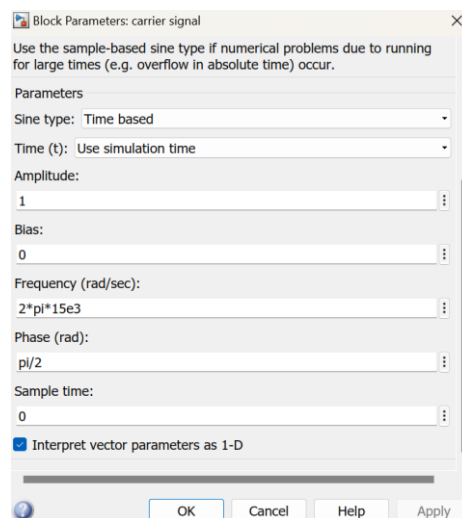 Block Parameters: carrier signal
Use the sample-based sine type if numerical problems due to running
for large times (e.g. overflow in absolute time) occur.
Parameters
Sine type: Time based
Time (t): Use simulation time
Amplitude:
1
Bias:
0
Frequency (rad/sec):
2*pi*15e3
Phase (rad):
pi/2
Sample time:
0
Interpret vector parameters as 1-D
OK Cancel Help Apply